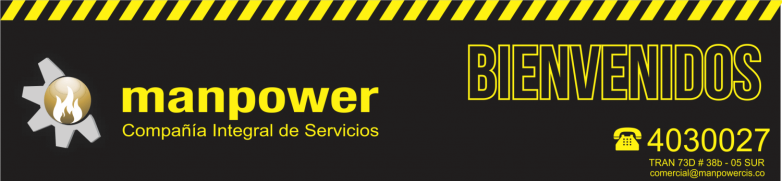 manpower
Compañía Integral de Servicios
BIENVENIDOS
☎ 4030027
TRAN 73D # 38b - 05 SUR
comercial@manpowercis.co